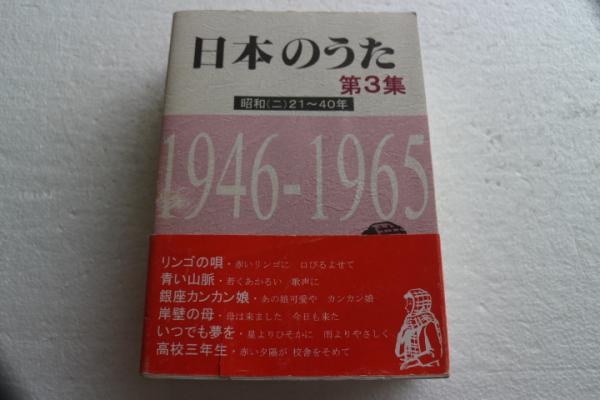 日本のうた
第3集
昭和(二)21〜40年
1946-1965
リンゴの唄・赤いリンゴに 口びるよせて
青い山脈・若くあかるい 歌声に
銀座カンカン娘・あの娘可愛や カンカン娘
岸壁の母・母は来ました 今日も来た
いつでも夢を・星よりひそかに 雨よりやさしく
高校三年生・赤い夕陽が 校舎をそめて